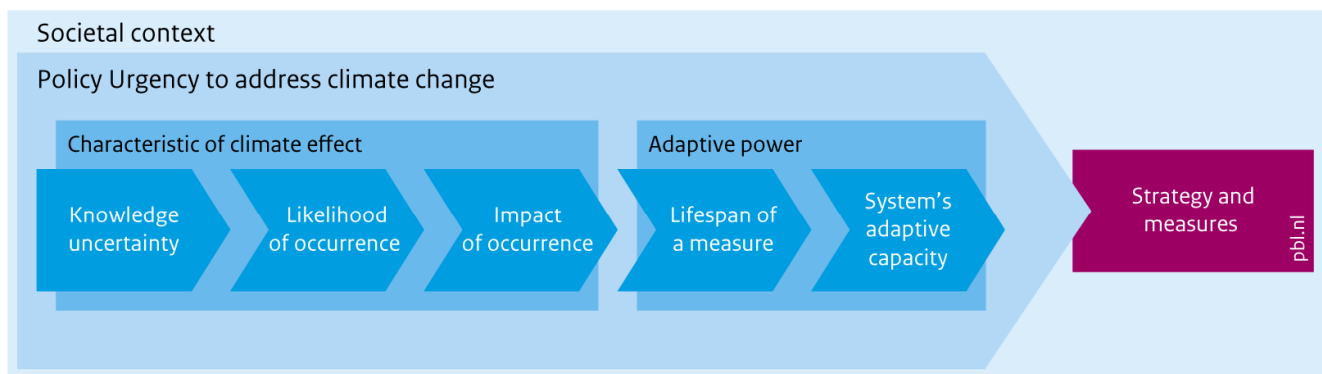 Societal context
Policy Urgency to address climate change
Characteristic of climate effect
Knowledge
uncertainty
Likelihood
of occurrence
Impact
of occurrence
Adaptive power
Lifespan of
a measure
System’s
adaptive
capacity
Strategy and
measures
pbl.nl